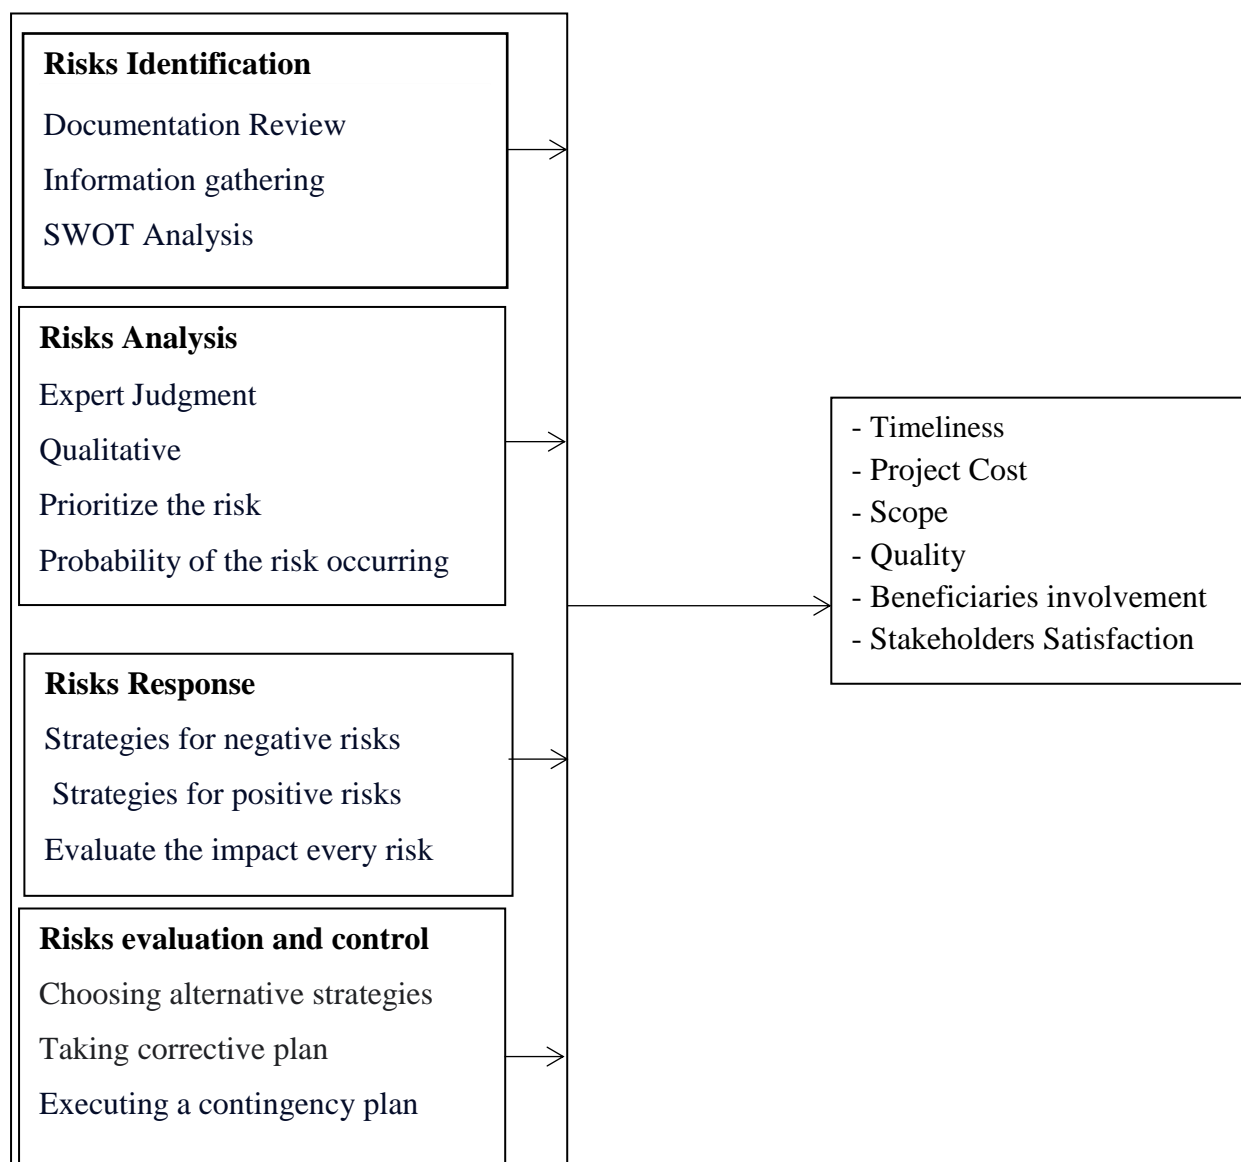 Risks Identification
Documentation Review
Information gathering
SWOT Analysis
Risks Analysis
Expert Judgment
Qualitative
Prioritize the risk
Probability of the risk occurring
Risks Response
Strategies for negative risks
Strategies for positive risks
Evaluate the impact every risk
Risks evaluation and control
Choosing alternative strategies
Taking corrective plan
Executing a contingency plan
- Timeliness
- Project Cost
- Scope
- Quality
- Beneficiaries involvement
- Stakeholders Satisfaction